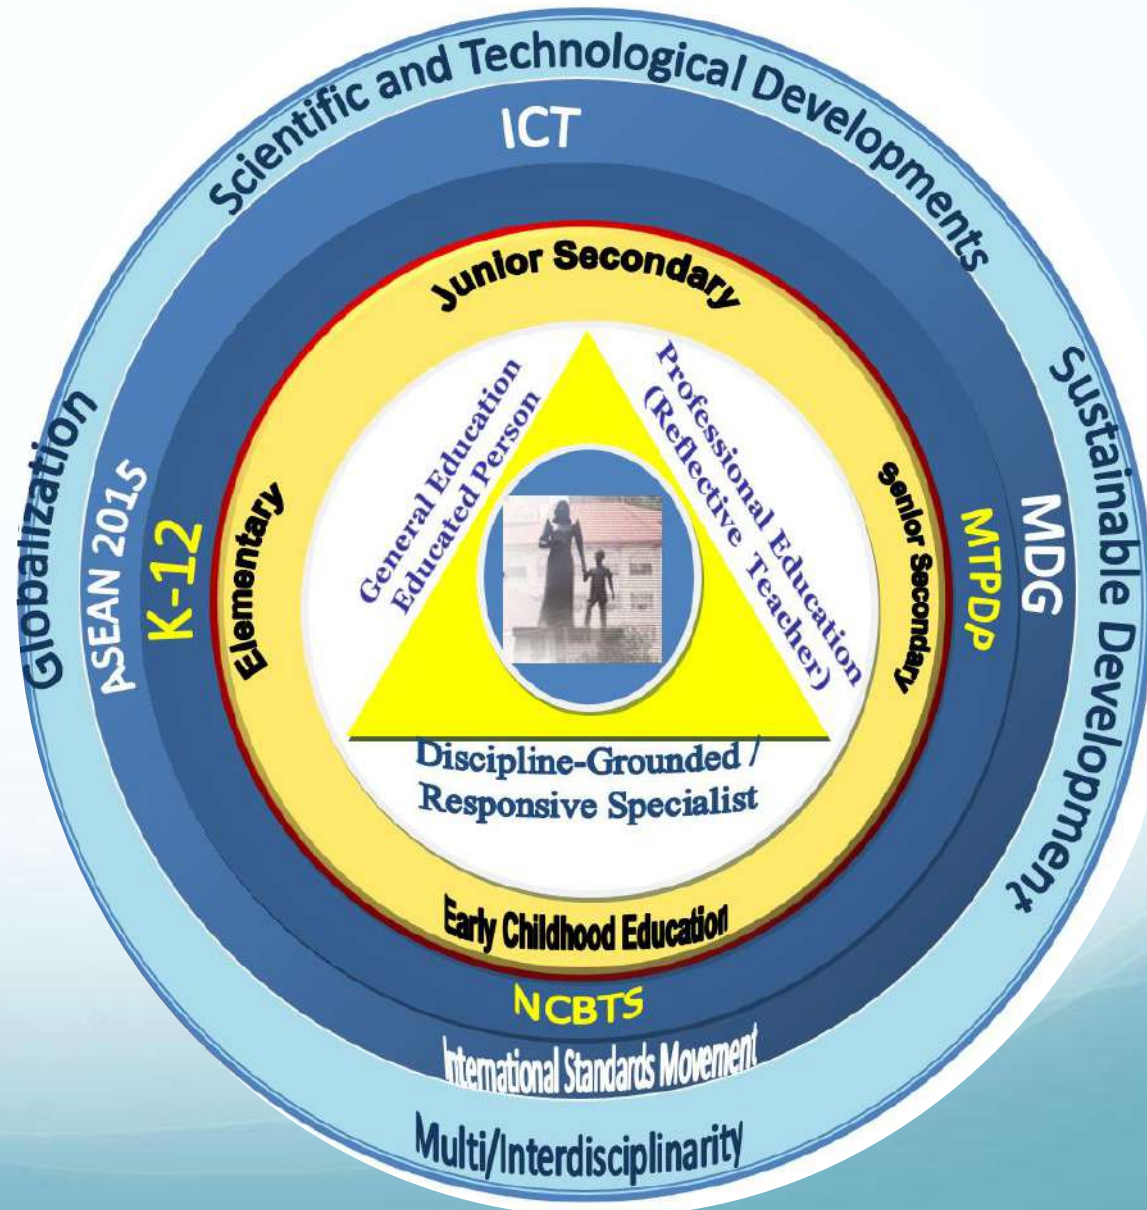 Scientific and Technological Developments
Globalization
Sustainable Development
Multi/Interdisciplinarity
ICT
ASEAN 2015
MDG
International Standards Movement
K-12
MTPDP
NCBTS
Junior Secondary
Elementary
Senior Secondary
Early Childhood Education
General Education
Educated Person
Professional Education
(Reflective Teacher)
Discipline-Grounded /
Responsive Specialist